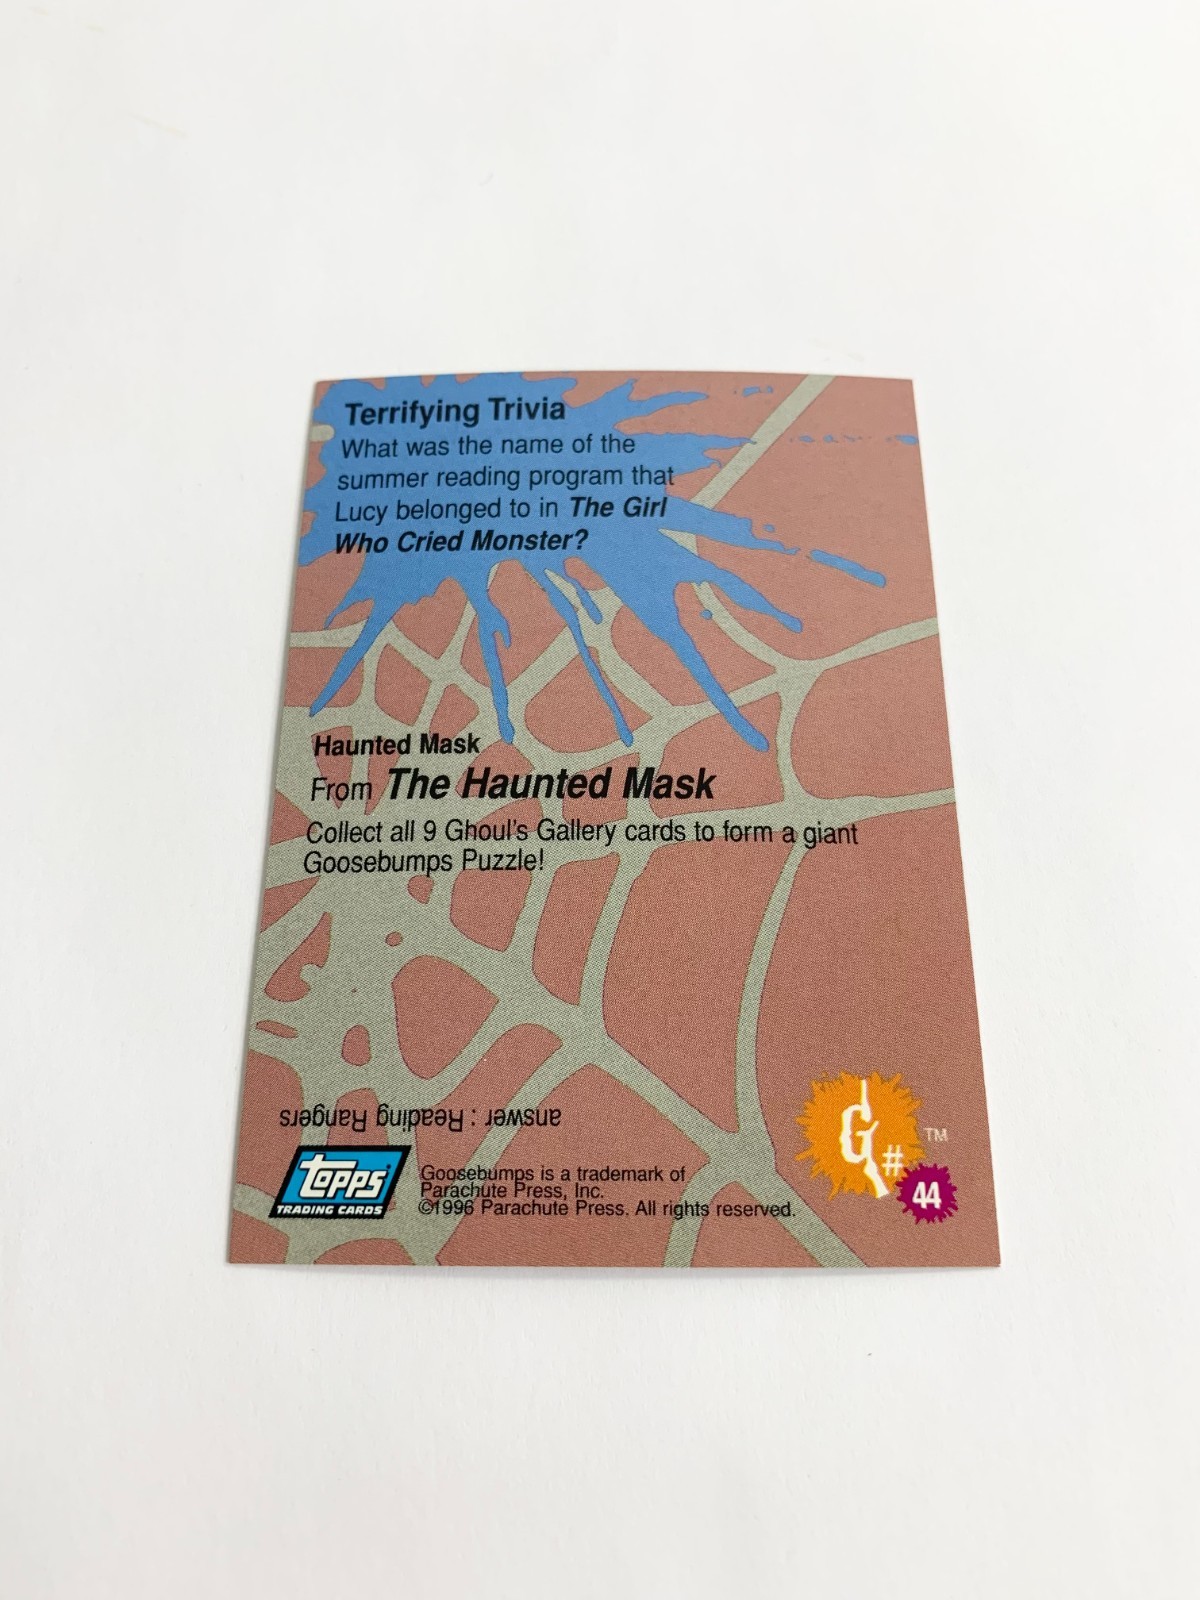 Terrifying Trivia
What was the name of the
summer reading program that
Lucy belonged to in The Girl
Who Cried Monster?
Haunted Mask
From The Haunted Mask
Collect all 9 Ghoul's Gallery cards to form a giant
Goosebumps Puzzle!
answer : Reading Rangers
Topps®
TRADING CARDS
Goosebumps is a trademark of
Parachute Press, Inc.
©1996 Parachute Press. All rights reserved.
G
#
TM
44